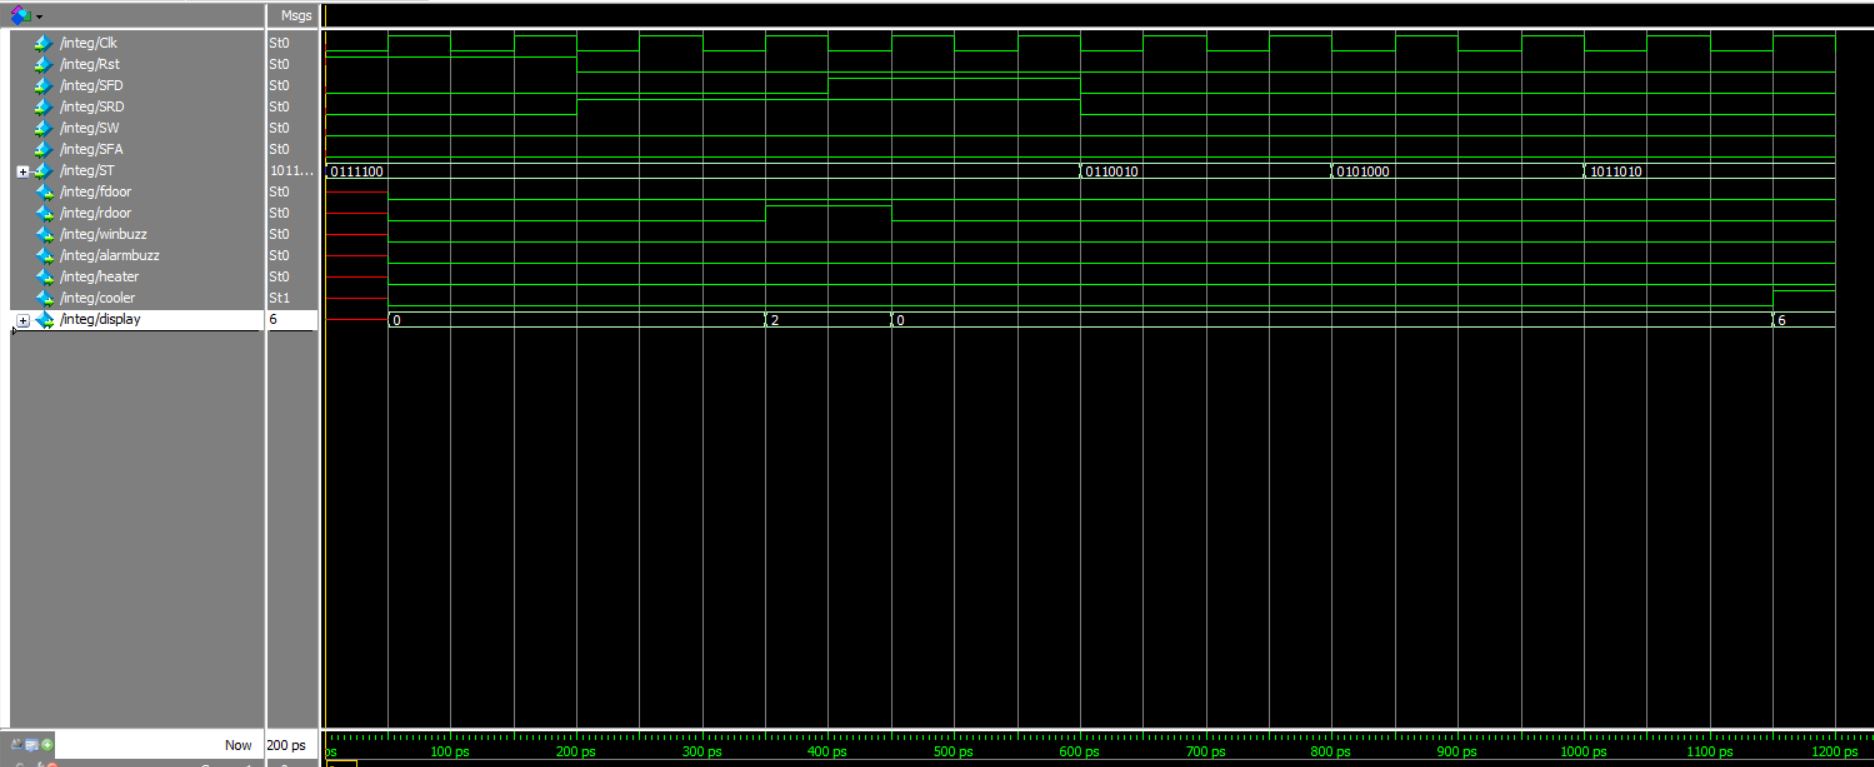 Msgs
/integ/Clk St0
/integ/Rst St0
/integ/SFD St0
/integ/SRD St0
/integ/SW St0
/integ/SFA St0
/integ/ST 1011... 0111100 0110010 0101000 1011010
/integ/fdoor St0
/integ/rdoor St0
/integ/winbuzz St0
/integ/alarmbuzz St0
/integ/heater St0
/integ/cooler St1
/integ/display 6 0 2 0 6
Now 200 ps ps 100 ps 200 ps 300 ps 400 ps 500 ps 600 ps 700 ps 800 ps 900 ps 1000 ps 1100 ps 1200 ps